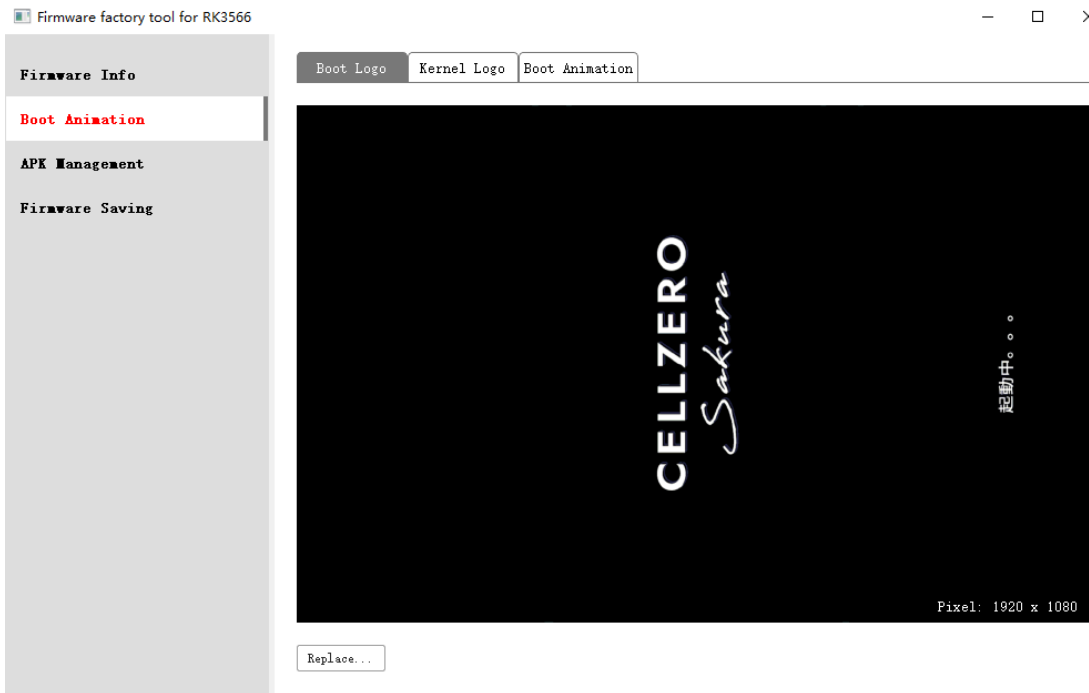 Firmware factory tool for RK3566
Firmware Info
Boot Animation
APK Management
Firmware Saving
Boot Logo
Kernel Logo
Boot Animation
CELLZERO
Sakura
起動中。。。
Pixel: 1920 x 1080
Replace...